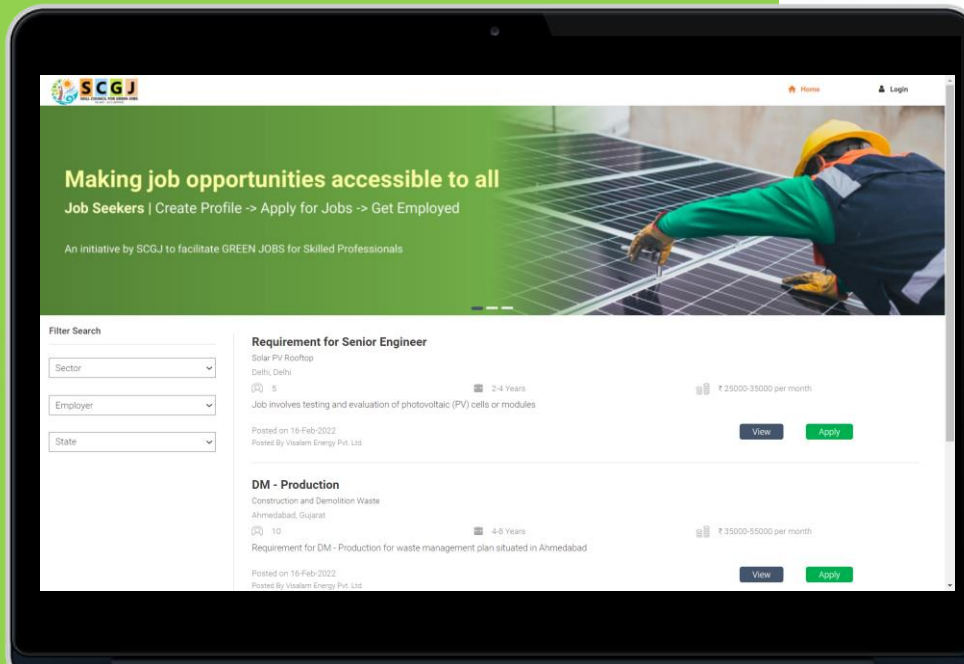 SCGJ
SKILL COUNCIL FOR GREEN JOBS
Home
Login
Making job opportunities accessible to all
Job Seekers | Create Profile -> Apply for Jobs -> Get Employed
An initiative by SCGJ to facilitate GREEN JOBS for Skilled Professionals
Filter Search
Sector
Employer
State
Requirement for Senior Engineer
Solar PV Rooftop
Delhi, Delhi
5 2-4 Years ₹ 25000-35000 per month
Job involves testing and evaluation of photovoltaic (PV) cells or modules
Posted on 16-Feb-2022
Posted By Visalam Energy Pvt. Ltd.
View Apply
DM - Production
Construction and Demolition Waste
Ahmedabad, Gujarat
10 4-8 Years ₹ 35000-55000 per month
Requirement for DM - Production for waste management plan situated in Ahmedabad
Posted on 16-Feb-2022
Posted By Visalam Energy Pvt. Ltd.
View Apply